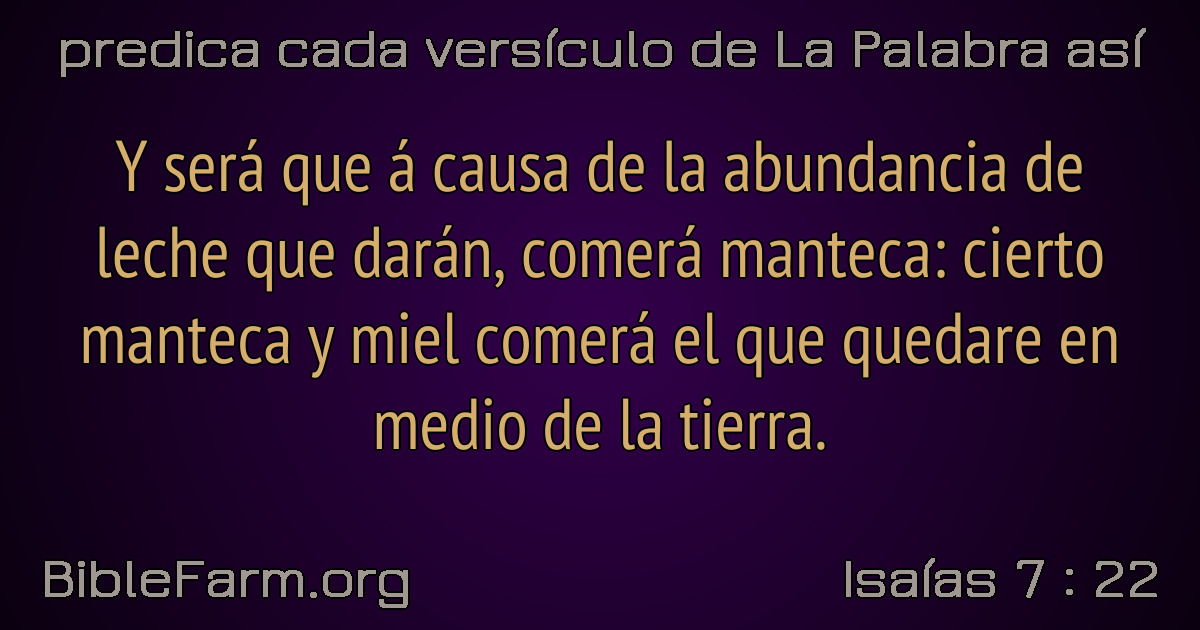 predica cada versículo de La Palabra así
Y será que á causa de la abundancia de
leche que darán, comerá manteca: cierto
manteca y miel comerá el que quedare en
medio de la tierra.
BibleFarm.org
Isaías 7 : 22